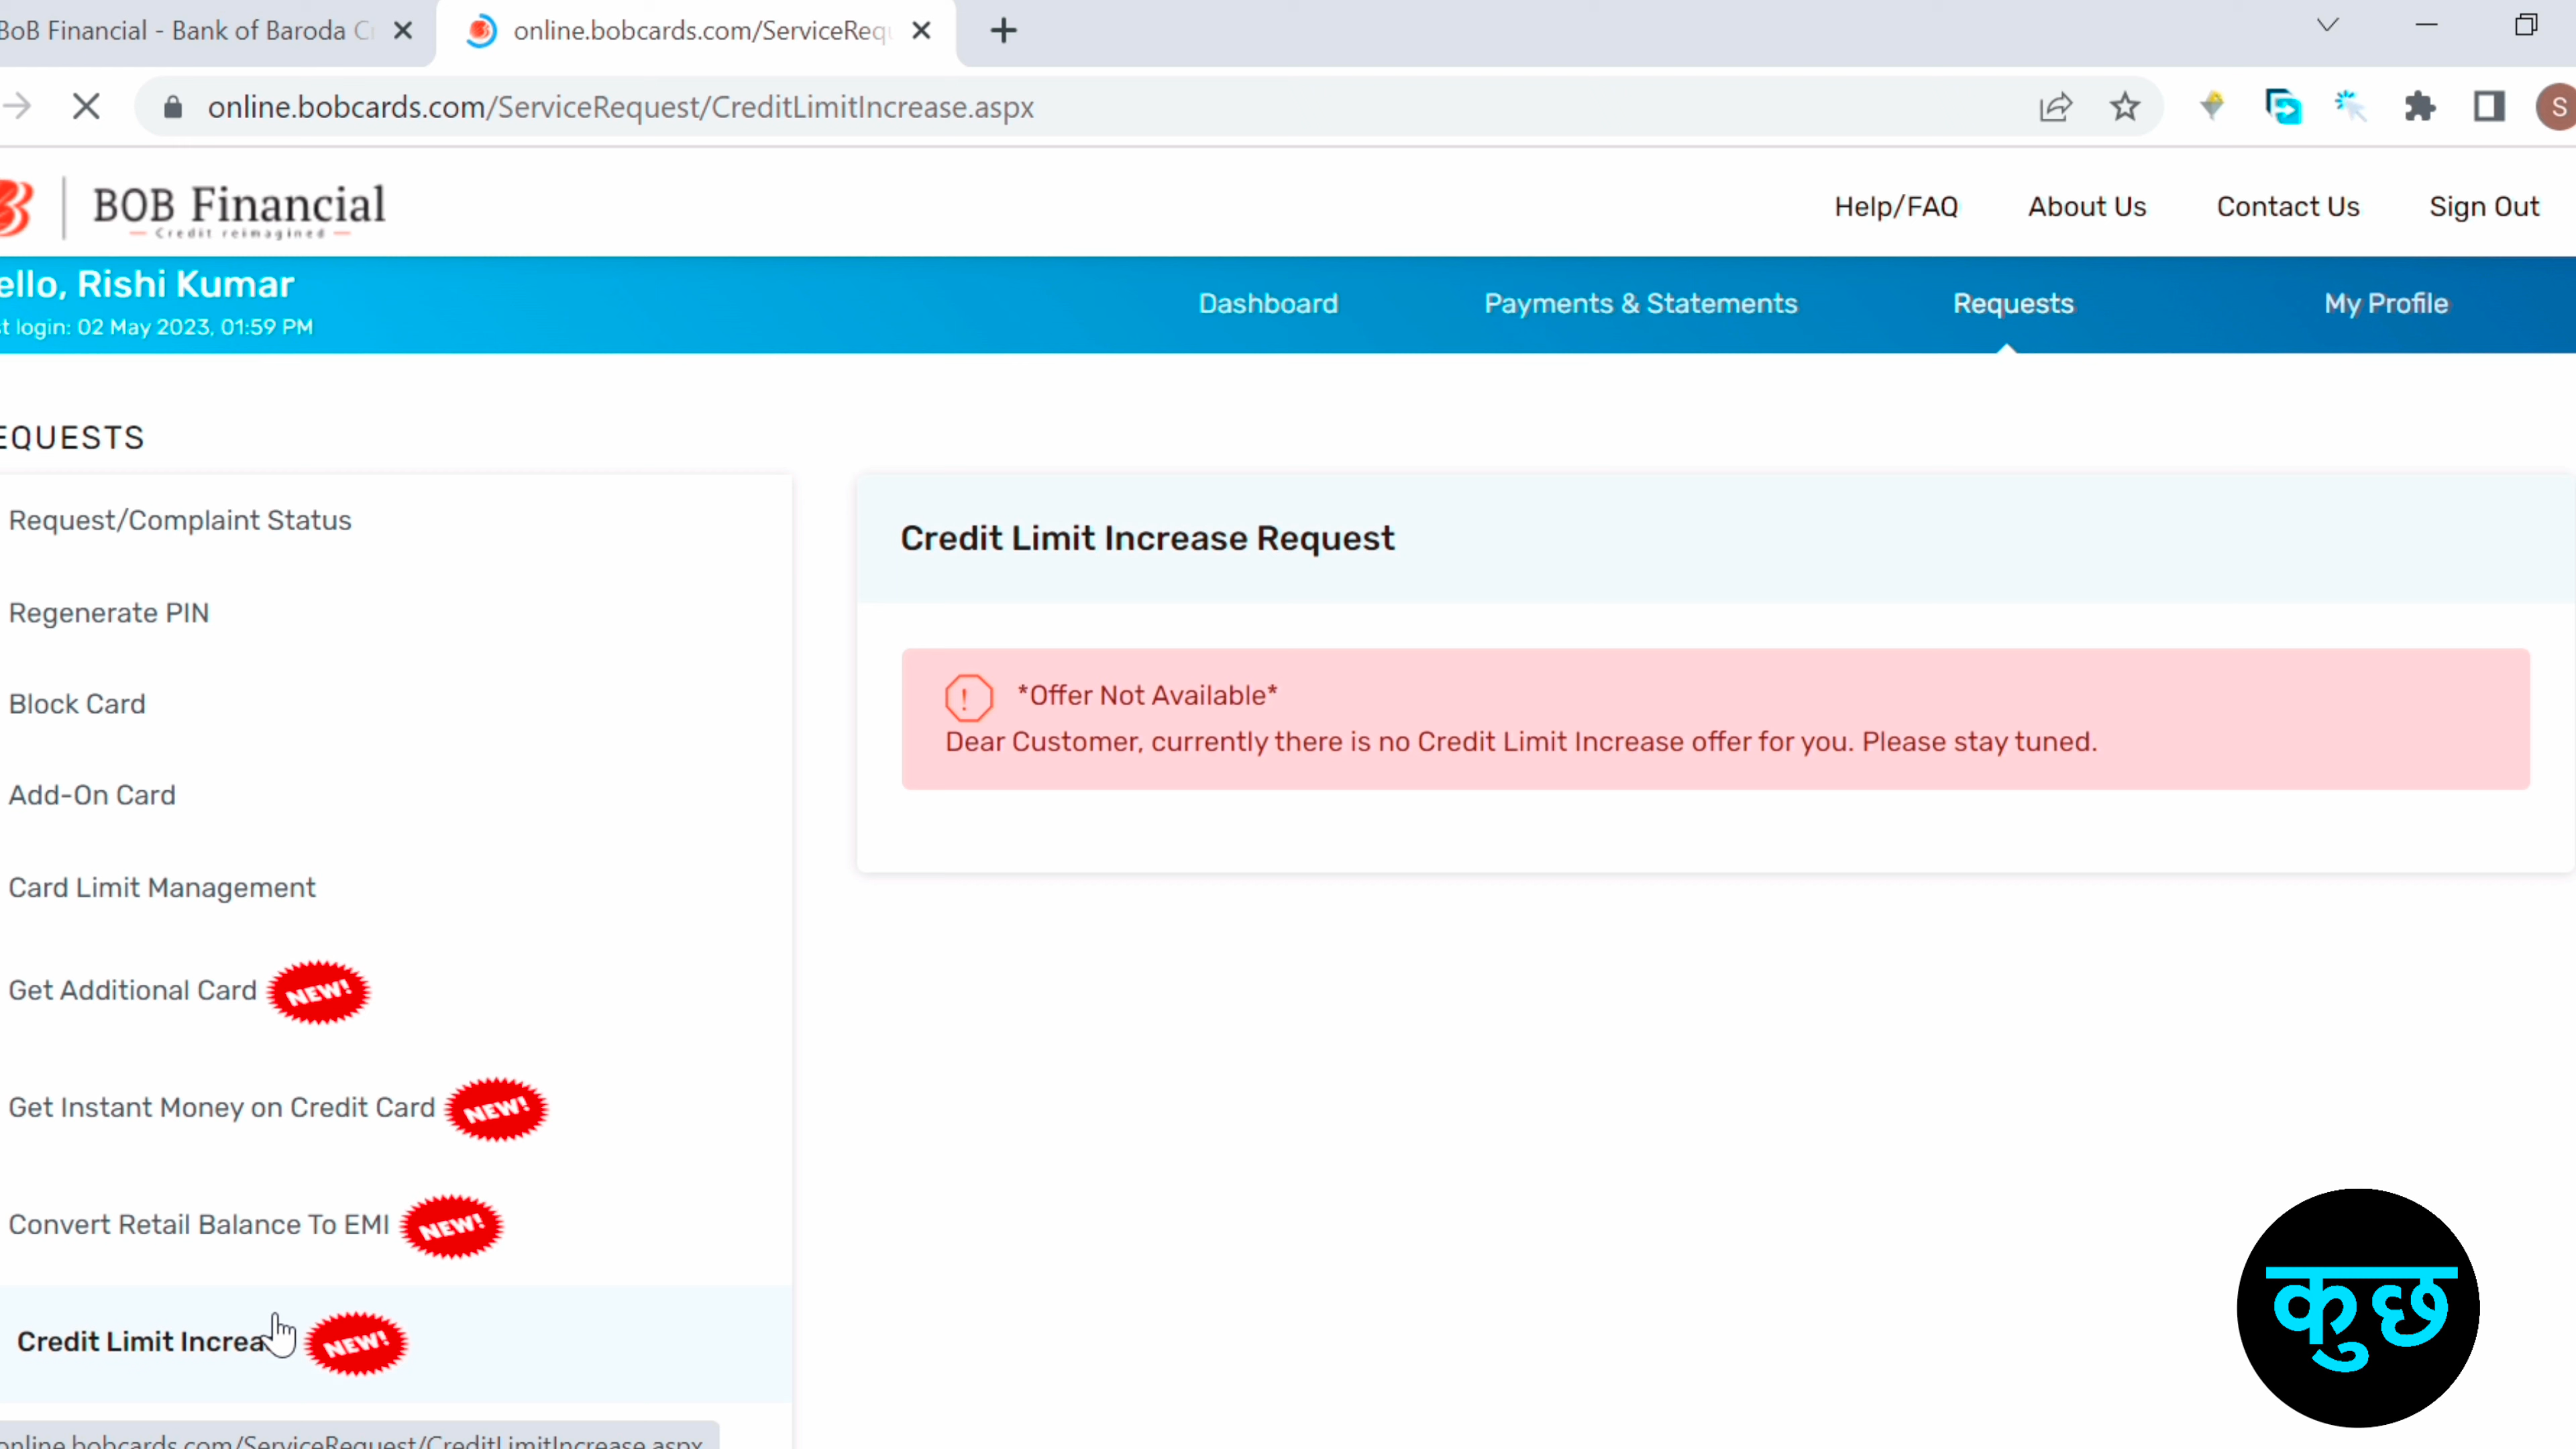 BoB Financial - Bank of Baroda C
online.bobcards.com/ServiceReq
online.bobcards.com/ServiceRequest/CreditLimitIncrease.aspx
S
BOB Financial
Credit reimagined
Help/FAQ
About Us
Contact Us
Sign Out
ello, Rishi Kumar
t login: 02 May 2023, 01:59 PM
Dashboard
Payments & Statements
Requests
My Profile
EQUESTS
Request/Complaint Status
Regenerate PIN
Block Card
Add-On Card
Card Limit Management
Get Additional Card NEW!
Get Instant Money on Credit Card NEW!
Convert Retail Balance To EMI NEW!
Credit Limit Increa NEW!
online.bobcards.com/ServiceRequest/CreditLimitIncrease.aspx
Credit Limit Increase Request
*Offer Not Available*
Dear Customer, currently there is no Credit Limit Increase offer for you. Please stay tuned.
कुछ